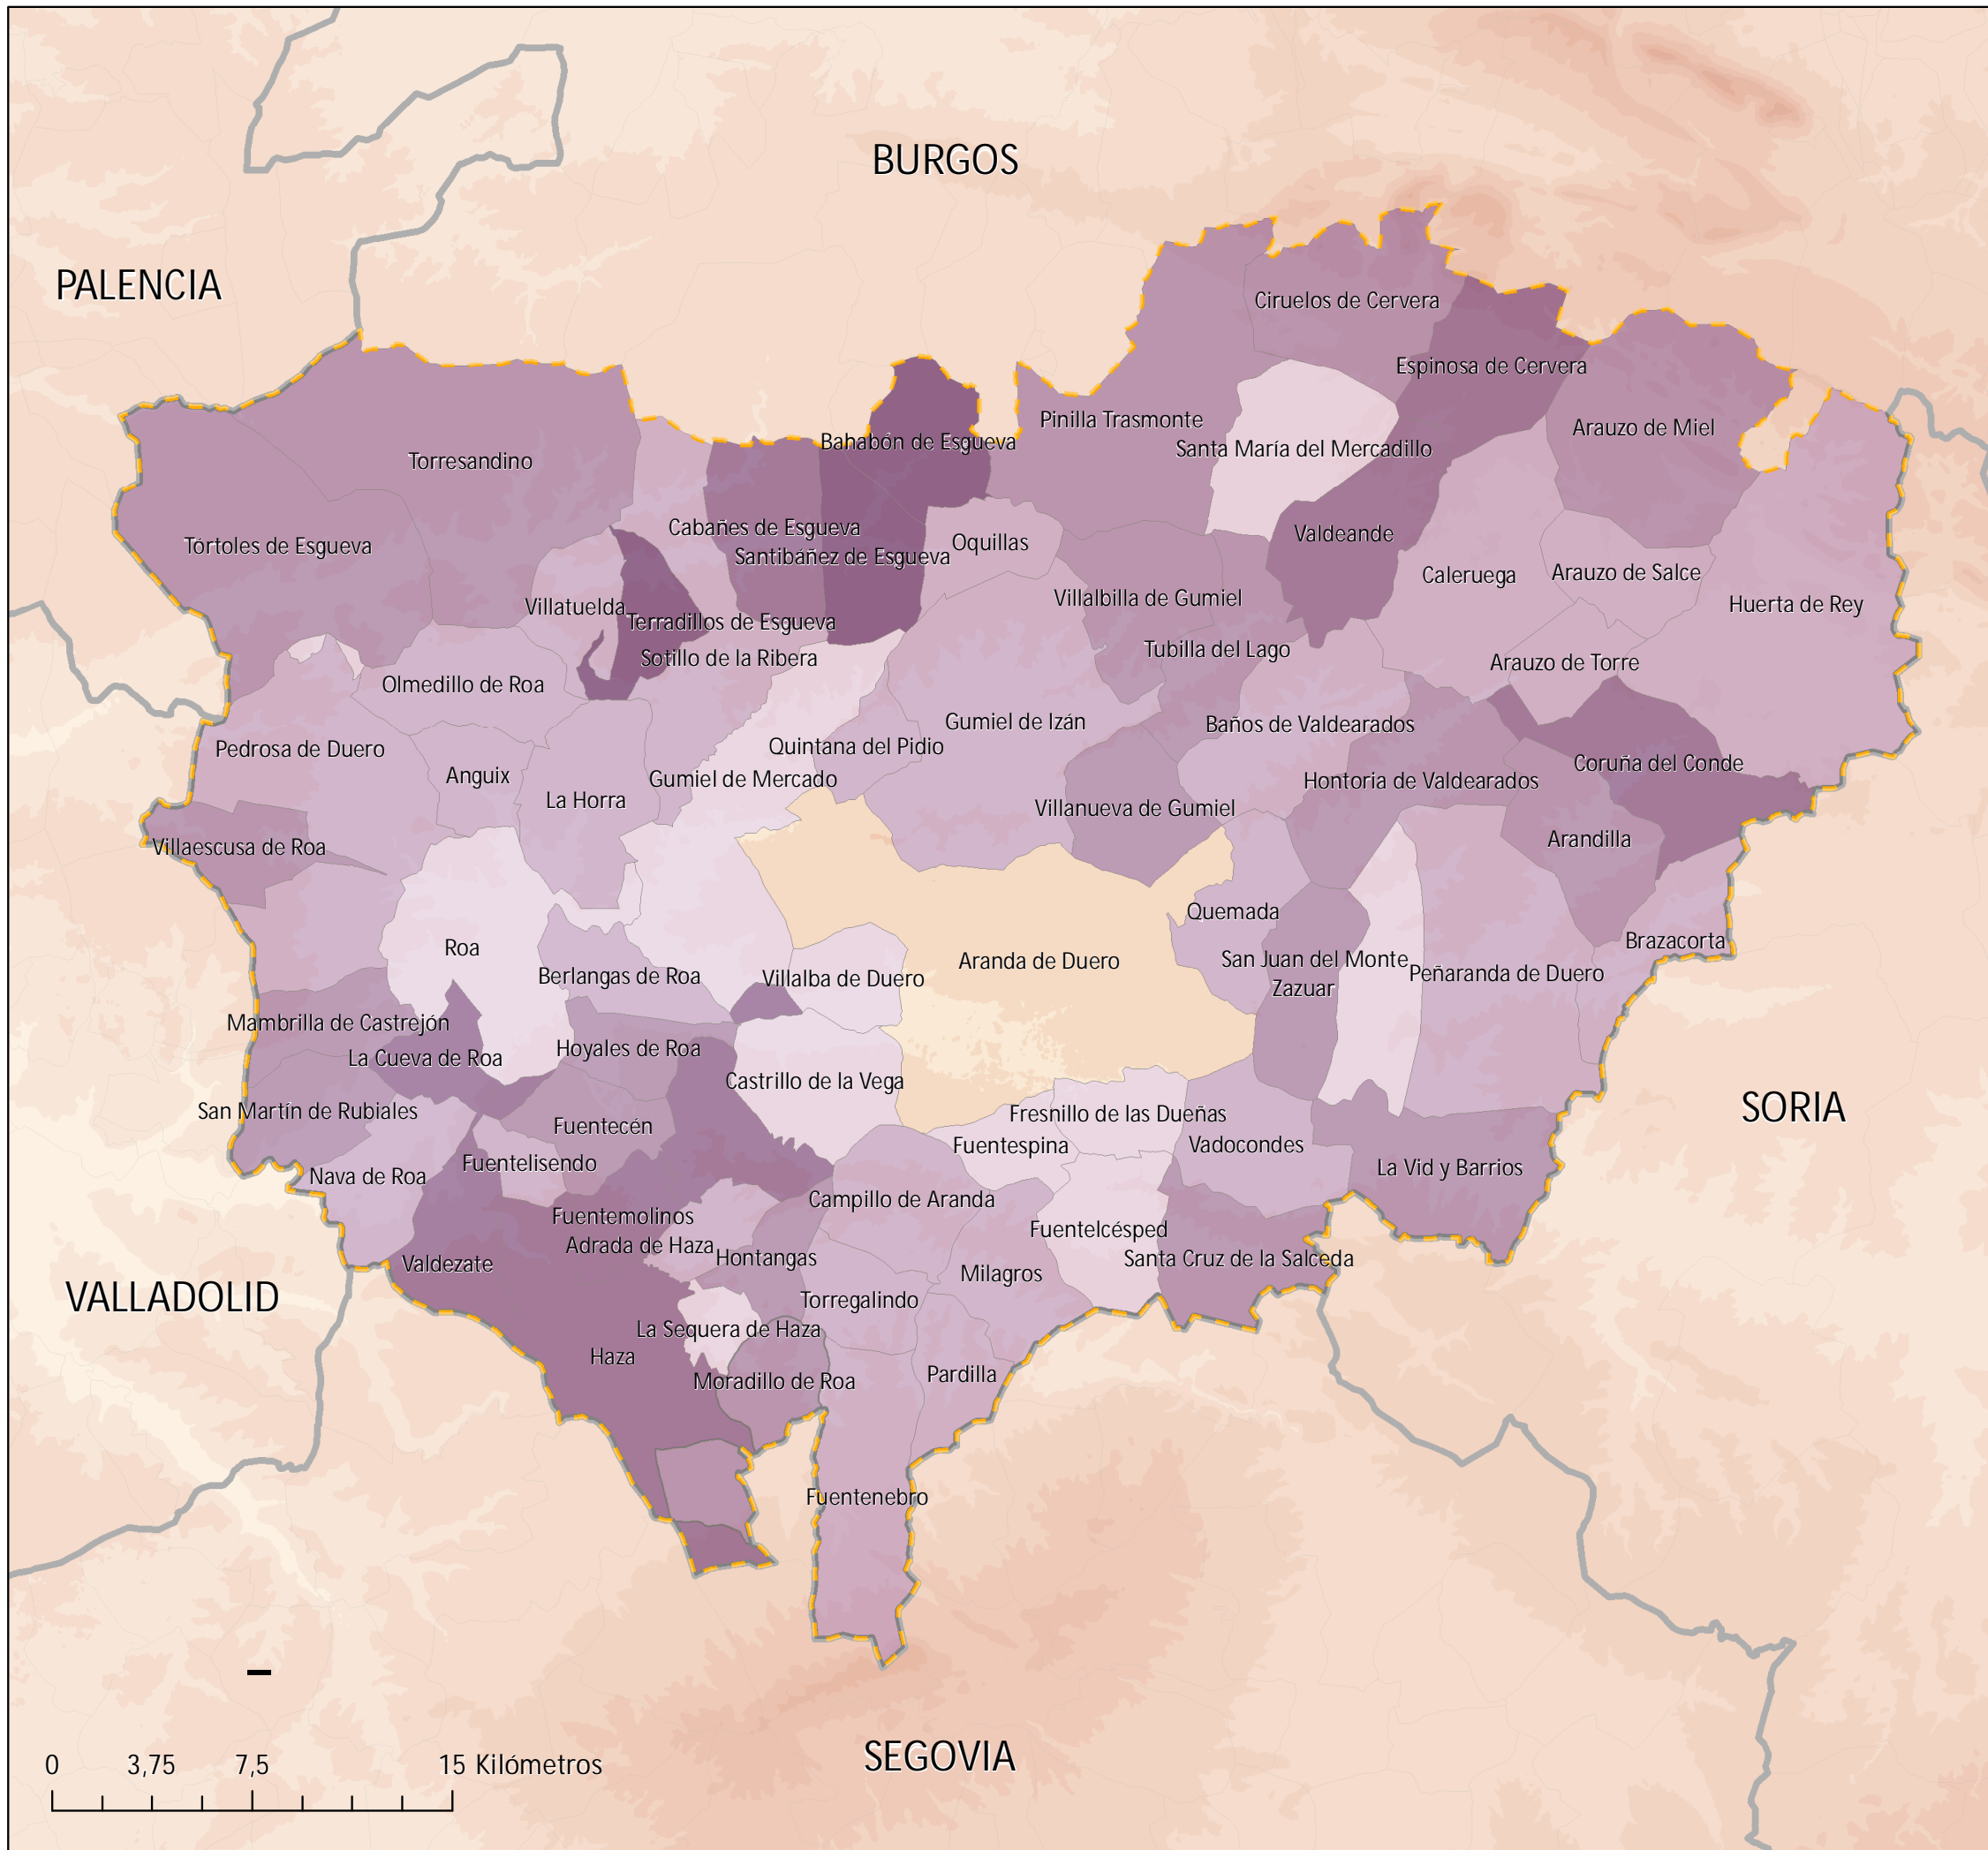 BURGOS
PALENCIA
Ciruelos de Cervera
Espinosa de Cervera
Pinilla Trasmonte
Arauzo de Miel
Bahabón de Esgueva
Santa María del Mercadillo
Torresandino
Cabañes de Esgueva
Valdeande
Oquillas
Tórtoles de Esgueva
Santibáñez de Esgueva
Arauzo de Salce
Caleruega
Villalbilla de Gumiel
Huerta de Rey
Villatuelda
Terradillos de Esgueva
Tubilla del Lago
Sotillo de la Ribera
Arauzo de Torre
Olmedillo de Roa
Gumiel de Izán
Baños de Valdearados
Quintana del Pidio
Pedrosa de Duero
Coruña del Conde
Anguix
Gumiel de Mercado
Hontoria de Valdearados
La Horra
Villanueva de Gumiel
Arandilla
Villaescusa de Roa
Quemada
Brazacorta
Roa
San Juan del Monte
Aranda de Duero
Peñaranda de Duero
Berlangas de Roa
Villalba de Duero
Zazuar
Mambrilla de Castrejón
Hoyales de Roa
La Cueva de Roa
Castrillo de la Vega
SORIA
San Martín de Rubiales
Fresnillo de las Dueñas
Fuentecén
Fuentespina
Vadocondes
Fuentelisendo
La Vid y Barrios
Nava de Roa
Campillo de Aranda
Fuentemolinos
Fuentelcésped
Adrada de Haza
Hontangas
Santa Cruz de la Salceda
Valdezate
Milagros
VALLADOLID
Torregalindo
La Sequera de Haza
Haza
Pardilla
Moradillo de Roa
Fuentenebro
SEGOVIA
0 3,75 7,5 15 Kilómetros